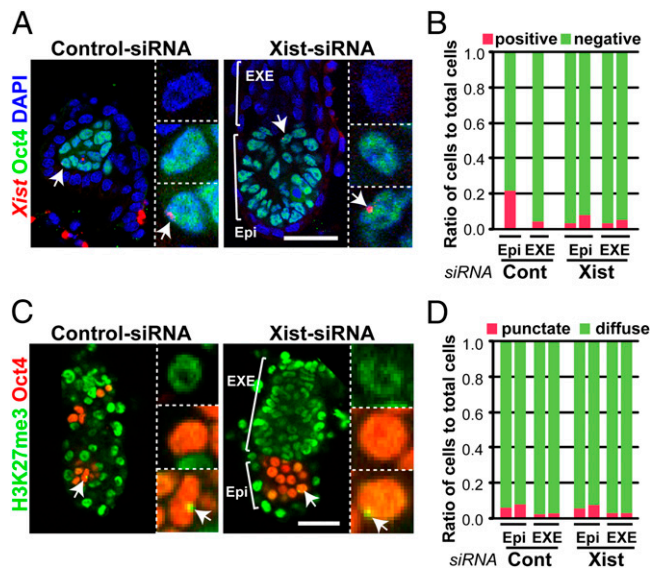 A
Control-siRNA
Xist-siRNA
Xist Oct4 DAPI
EXE
Epi
B
positive negative
Ratio of cells to total cells
1.0
0.8
0.6
0.4
0.2
0.0
Epi EXE Epi EXE
siRNA Cont Xist
C
Control-siRNA
Xist-siRNA
H3K27me3 Oct4
EXE
Epi
D
punctate diffuse
Ratio of cells to total cells
1.0
0.8
0.6
0.4
0.2
0.0
Epi EXE Epi EXE
siRNA Cont Xist